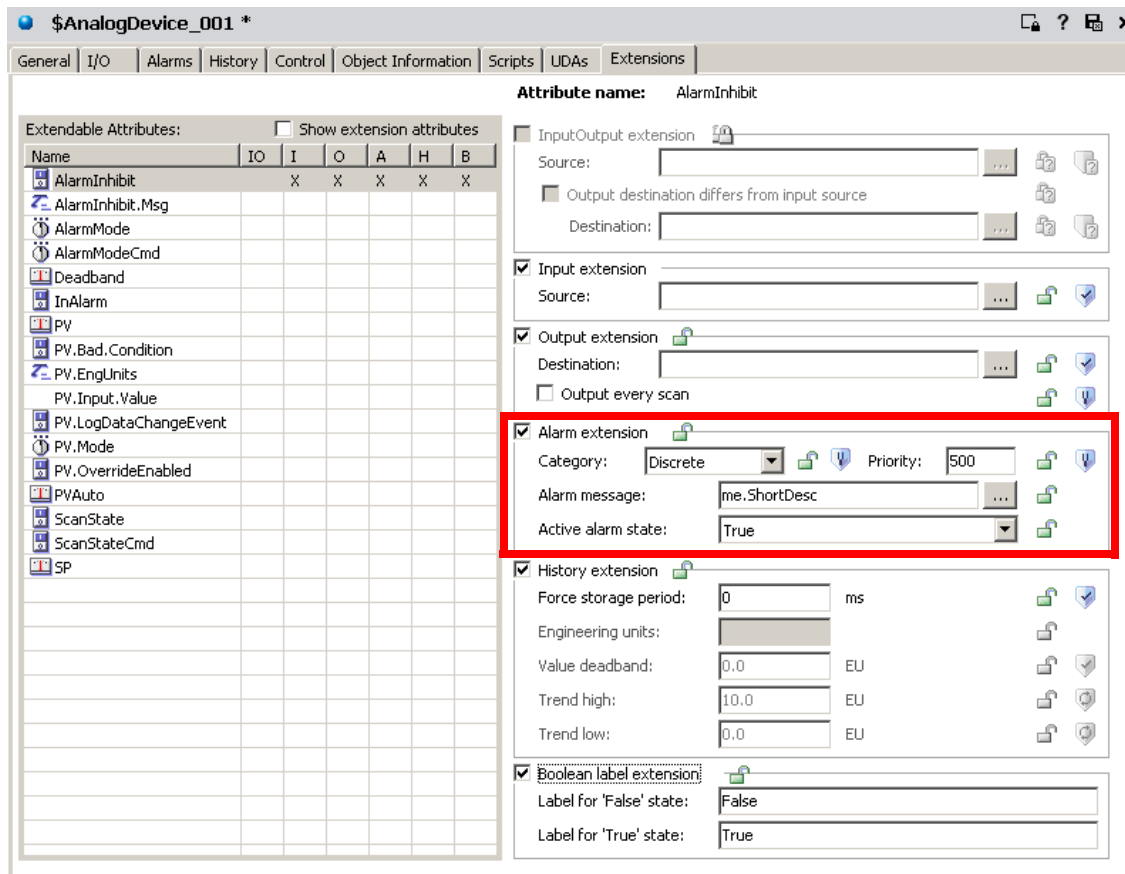 $AnalogDevice_001 *
General I/O Alarms History Control Object Information Scripts UDAs Extensions
Attribute name: AlarmInhibit
Extendable Attributes: Show extension attributes
Name IO I O A H B
AlarmInhibit X X X X X
AlarmInhibit.Msg
AlarmMode
AlarmModeCmd
Deadband
InAlarm
PV
PV.Bad.Condition
PV.EngUnits
PV.Input.Value
PV.LogDataChangeEvent
PV.Mode
PV.OverrideEnabled
PVAuto
ScanState
ScanStateCmd
SP
InputOutput extension
Source: ...
Output destination differs from input source
Destination: ...
Input extension
Source: ...
Output extension
Destination: ...
Output every scan
Alarm extension
Category: Discrete Priority: 500
Alarm message: me.ShortDesc ...
Active alarm state: True
History extension
Force storage period: 0 ms
Engineering units:
Value deadband: 0.0 EU
Trend high: 10.0 EU
Trend low: 0.0 EU
Boolean label extension
Label for 'False' state: False
Label for 'True' state: True